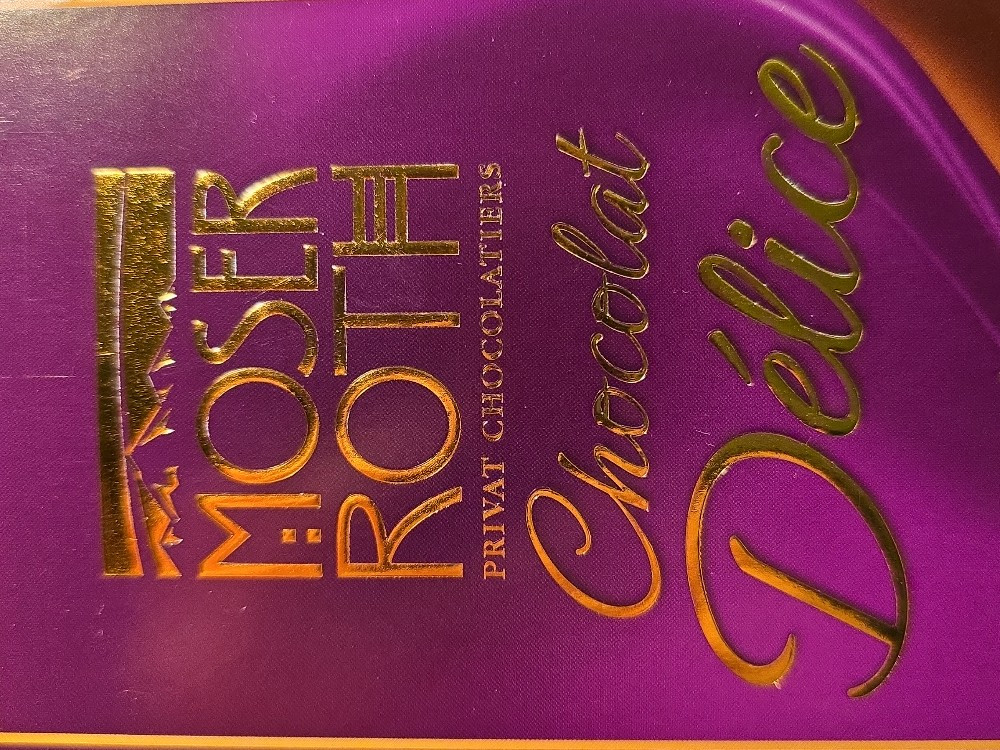 MOSER
ROTH
PRIVAT CHOCOLATIERS
Chocolat
Délice